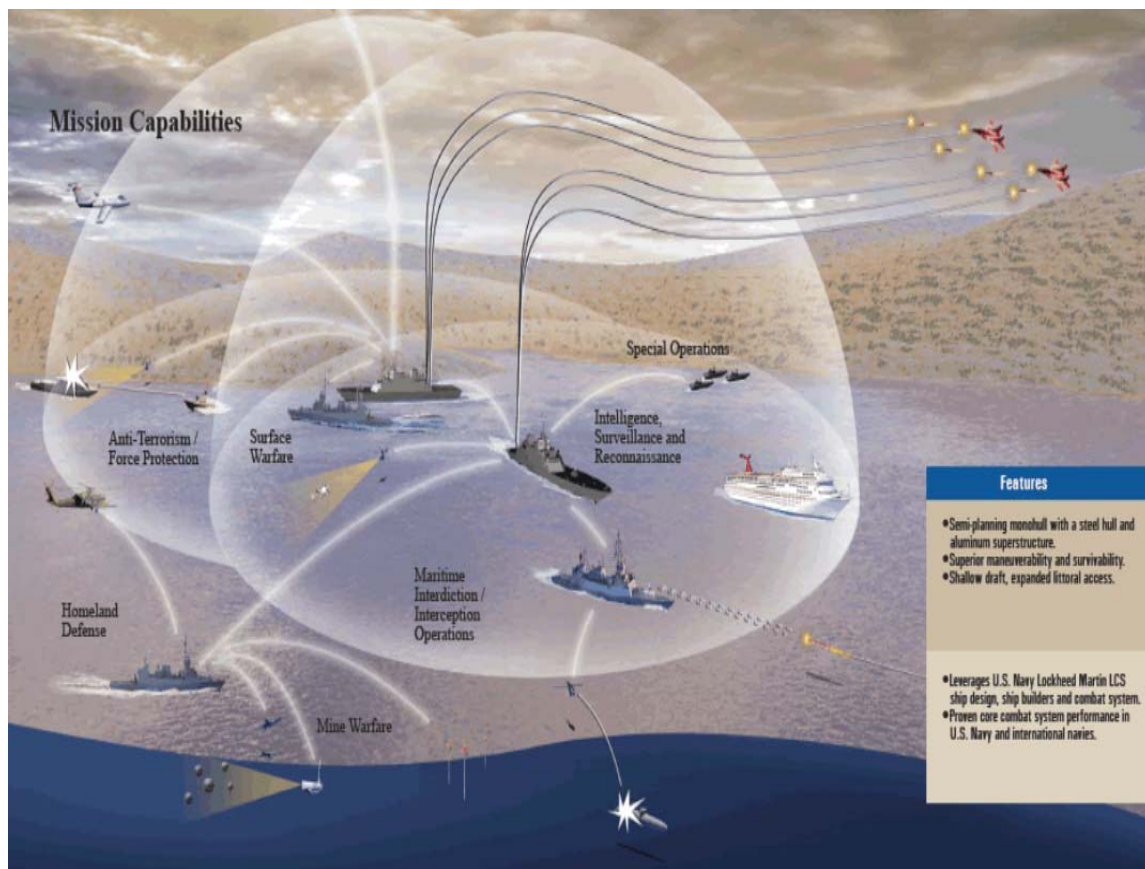 Mission Capabilities
Special Operations
Anti-Terrorism /
Force Protection
Surface
Warfare
Intelligence,
Surveillance and
Reconnaissance
Features
•Semi-planning monohull with a steel hull and
aluminum superstructure.
•Superior maneuverability and survivability.
•Shallow draft, expanded littoral access.
Maritime
Interdiction /
Interception
Operations
Homeland
Defense
Mine Warfare
•Leverages U.S. Navy Lockheed Martin LCS
ship design, ship builders and combat system.
•Proven core combat system performance in
U.S. Navy and international navies.